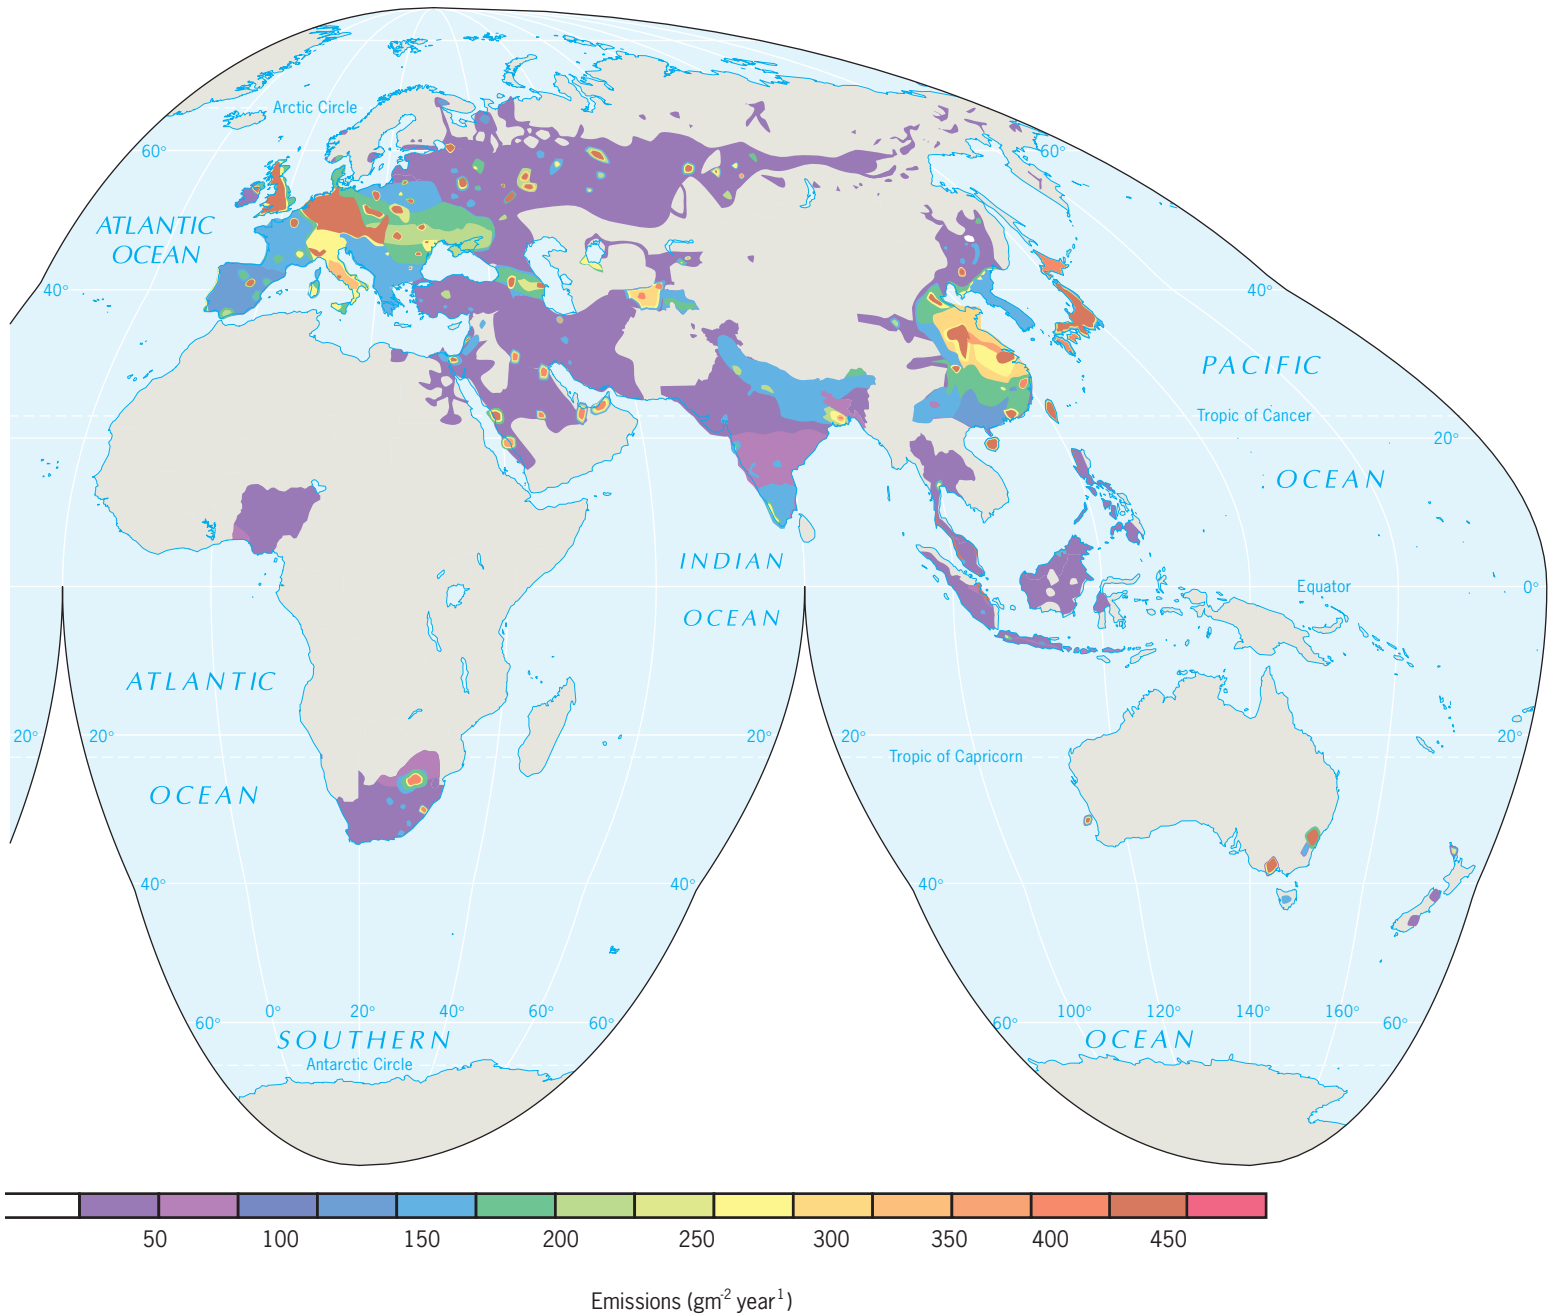 Arctic Circle
60°
60°
ATLANTIC
OCEAN
40°
40°
PACIFIC
Tropic of Cancer
20°
OCEAN
INDIAN
Equator
0°
OCEAN
ATLANTIC
20°
20°
20°
20°
20°
Tropic of Capricorn
OCEAN
40°
40°
40°
0°
20°
40°
60°
100°
120°
140°
160°
60°
60°
60°
60°
SOUTHERN
OCEAN
Antarctic Circle
50
100
150
200
250
300
350
400
450
Emissions (gm-2 year1)